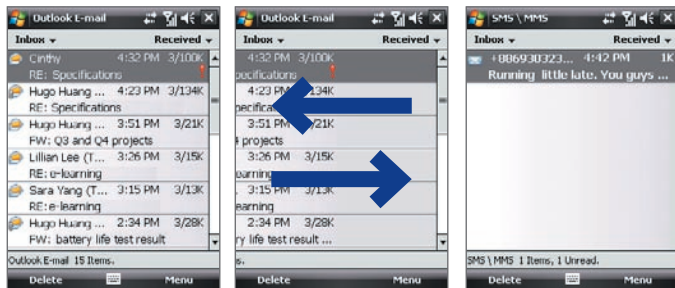 Outlook E-mail
Inbox Received
Cinthy 4:32 PM 3/100K
RE: Specifications
Hugo Huang ... 4:23 PM 3/134K
RE: Specifications
Hugo Huang ... 3:51 PM 3/21K
FW: Q3 and Q4 projects
Lillian Lee (T... 3:26 PM 3/15K
RE: e-learning
Sara Yang (T... 3:15 PM 3/13K
RE: e-learning
Hugo Huang ... 2:34 PM 3/28K
FW: battery life test result
Outlook E-mail 15 Items.
Delete Menu
Outlook E-mail
Inbox Received
4:32 PM 3/100K
pecifications
4:23 PM 134K
pecific
3:51 PM /21K
projects
3:26 PM 3/15K
earning
. 3:15 PM 3/13K
earning
2:34 PM 3/28K
ry life test result ...
s.
Delete Menu
SMS \ MMS
Inbox Received
+886930323... 4:42 PM 1K
Running little late. You guys ...
SMS \ MMS 1 Items, 1 Unread.
Delete Menu